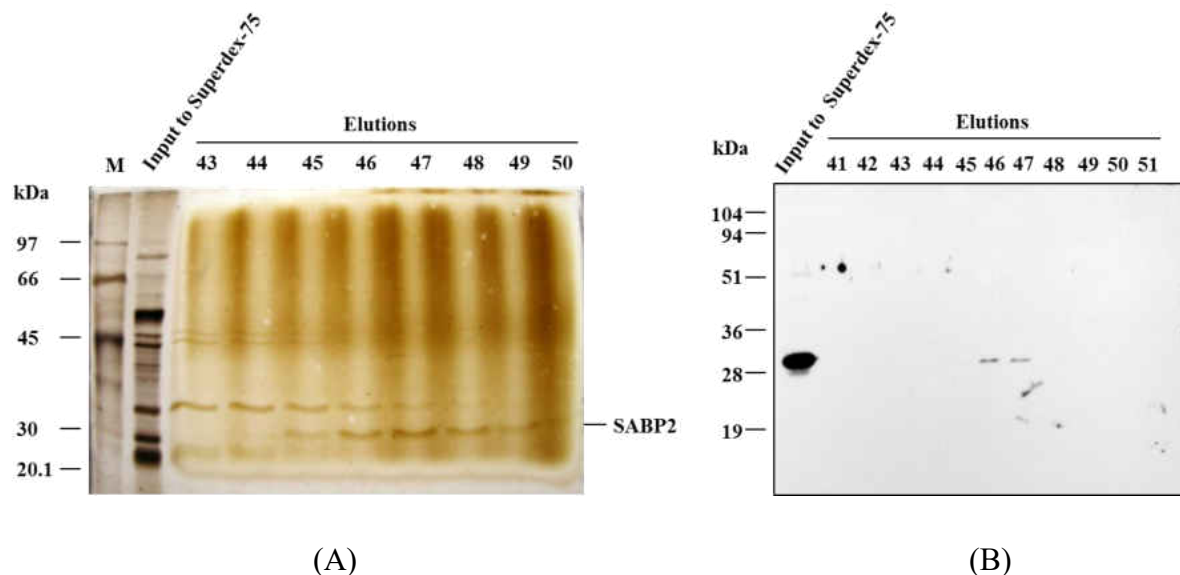 Input to Superdex-75
Elutions
M 43 44 45 46 47 48 49 50
kDa
97
66
45
30
20.1
SABP2
(A)
Input to Superdex-75
Elutions
kDa
41 42 43 44 45 46 47 48 49 50 51
104
94
51
36
28
19
(B)